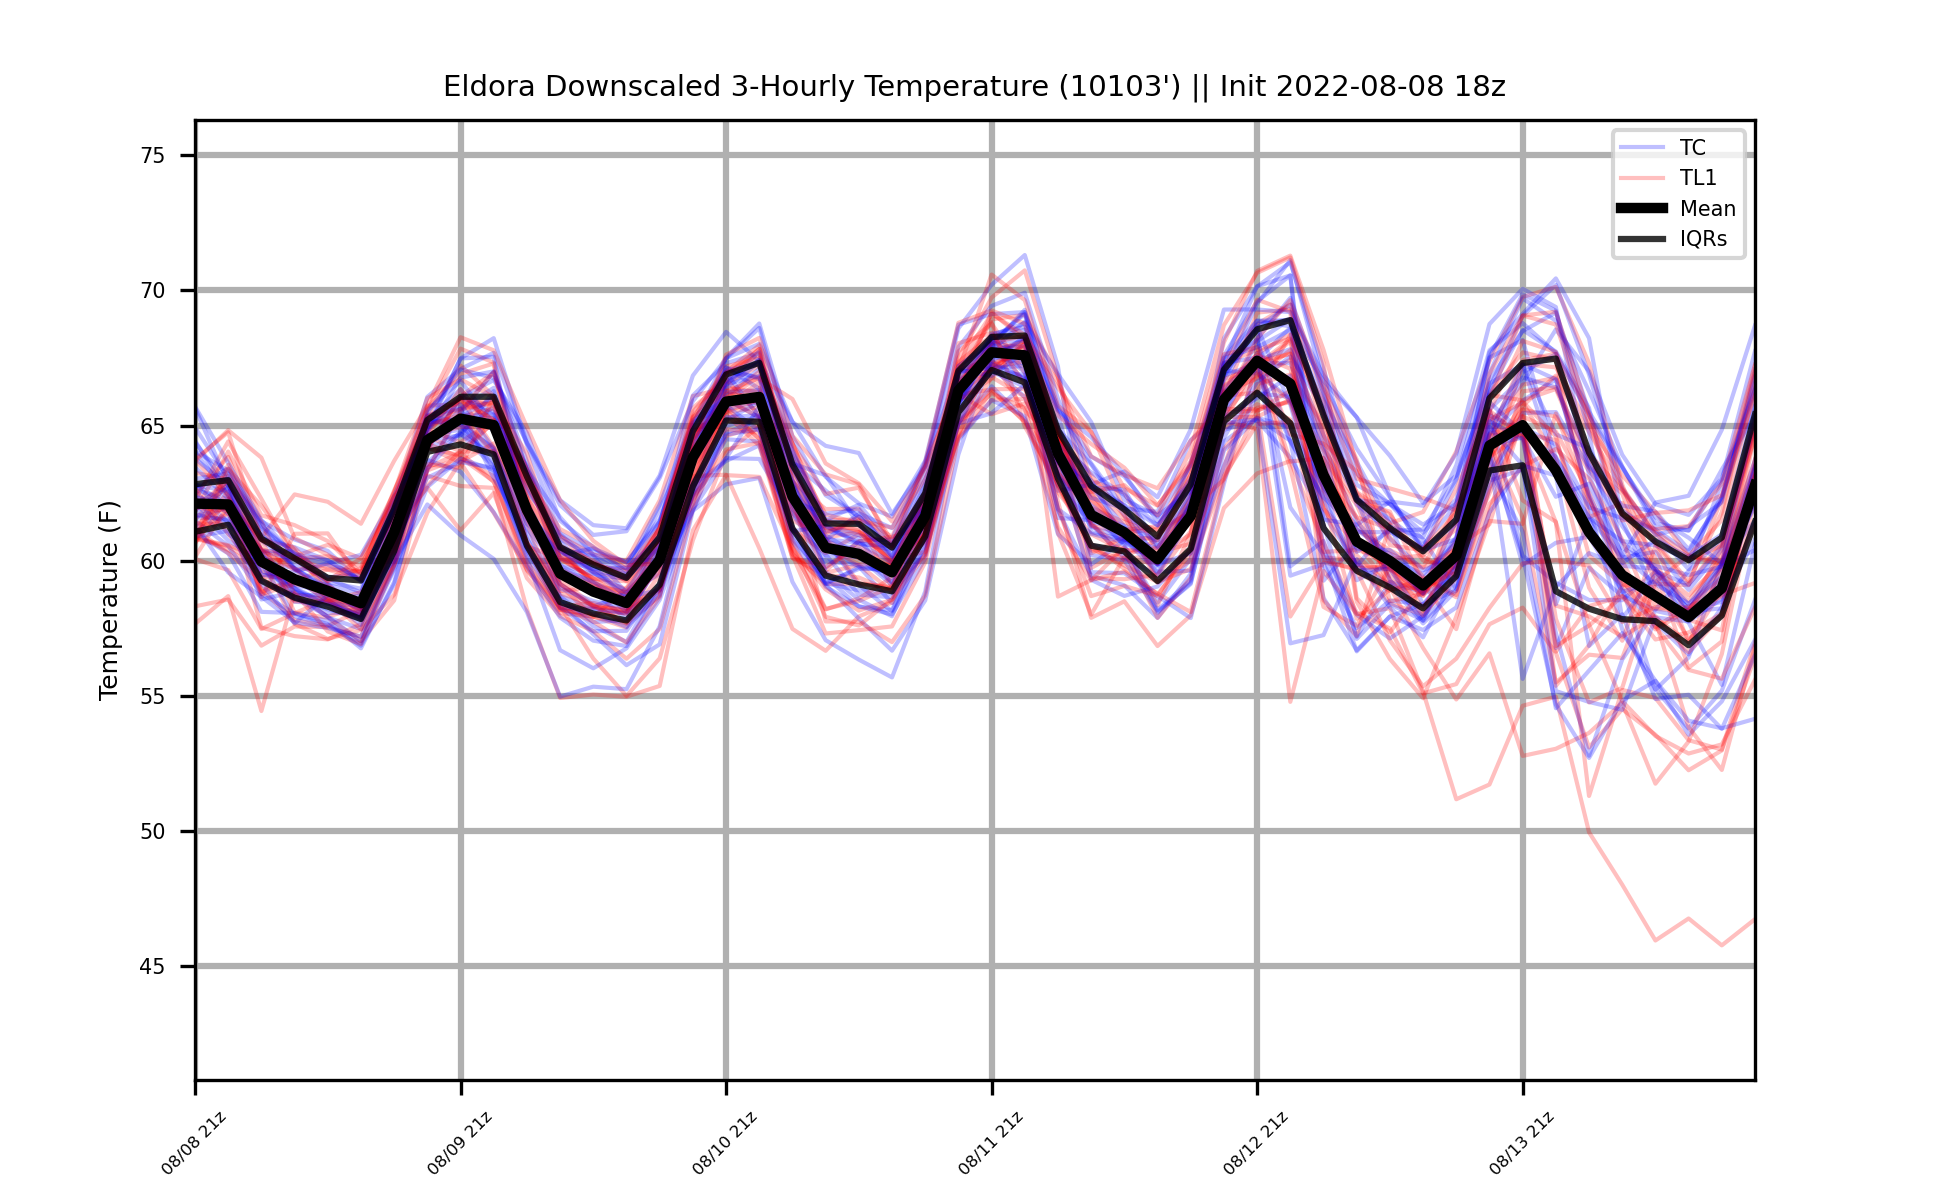 Eldora Downscaled 3-Hourly Temperature (10103') || Init 2022-08-08 18z
TC
TL1
Mean
IQRs
Temperature (F)
75
70
65
60
55
50
45
08/08 21z
08/09 21z
08/10 21z
08/11 21z
08/12 21z
08/13 21z